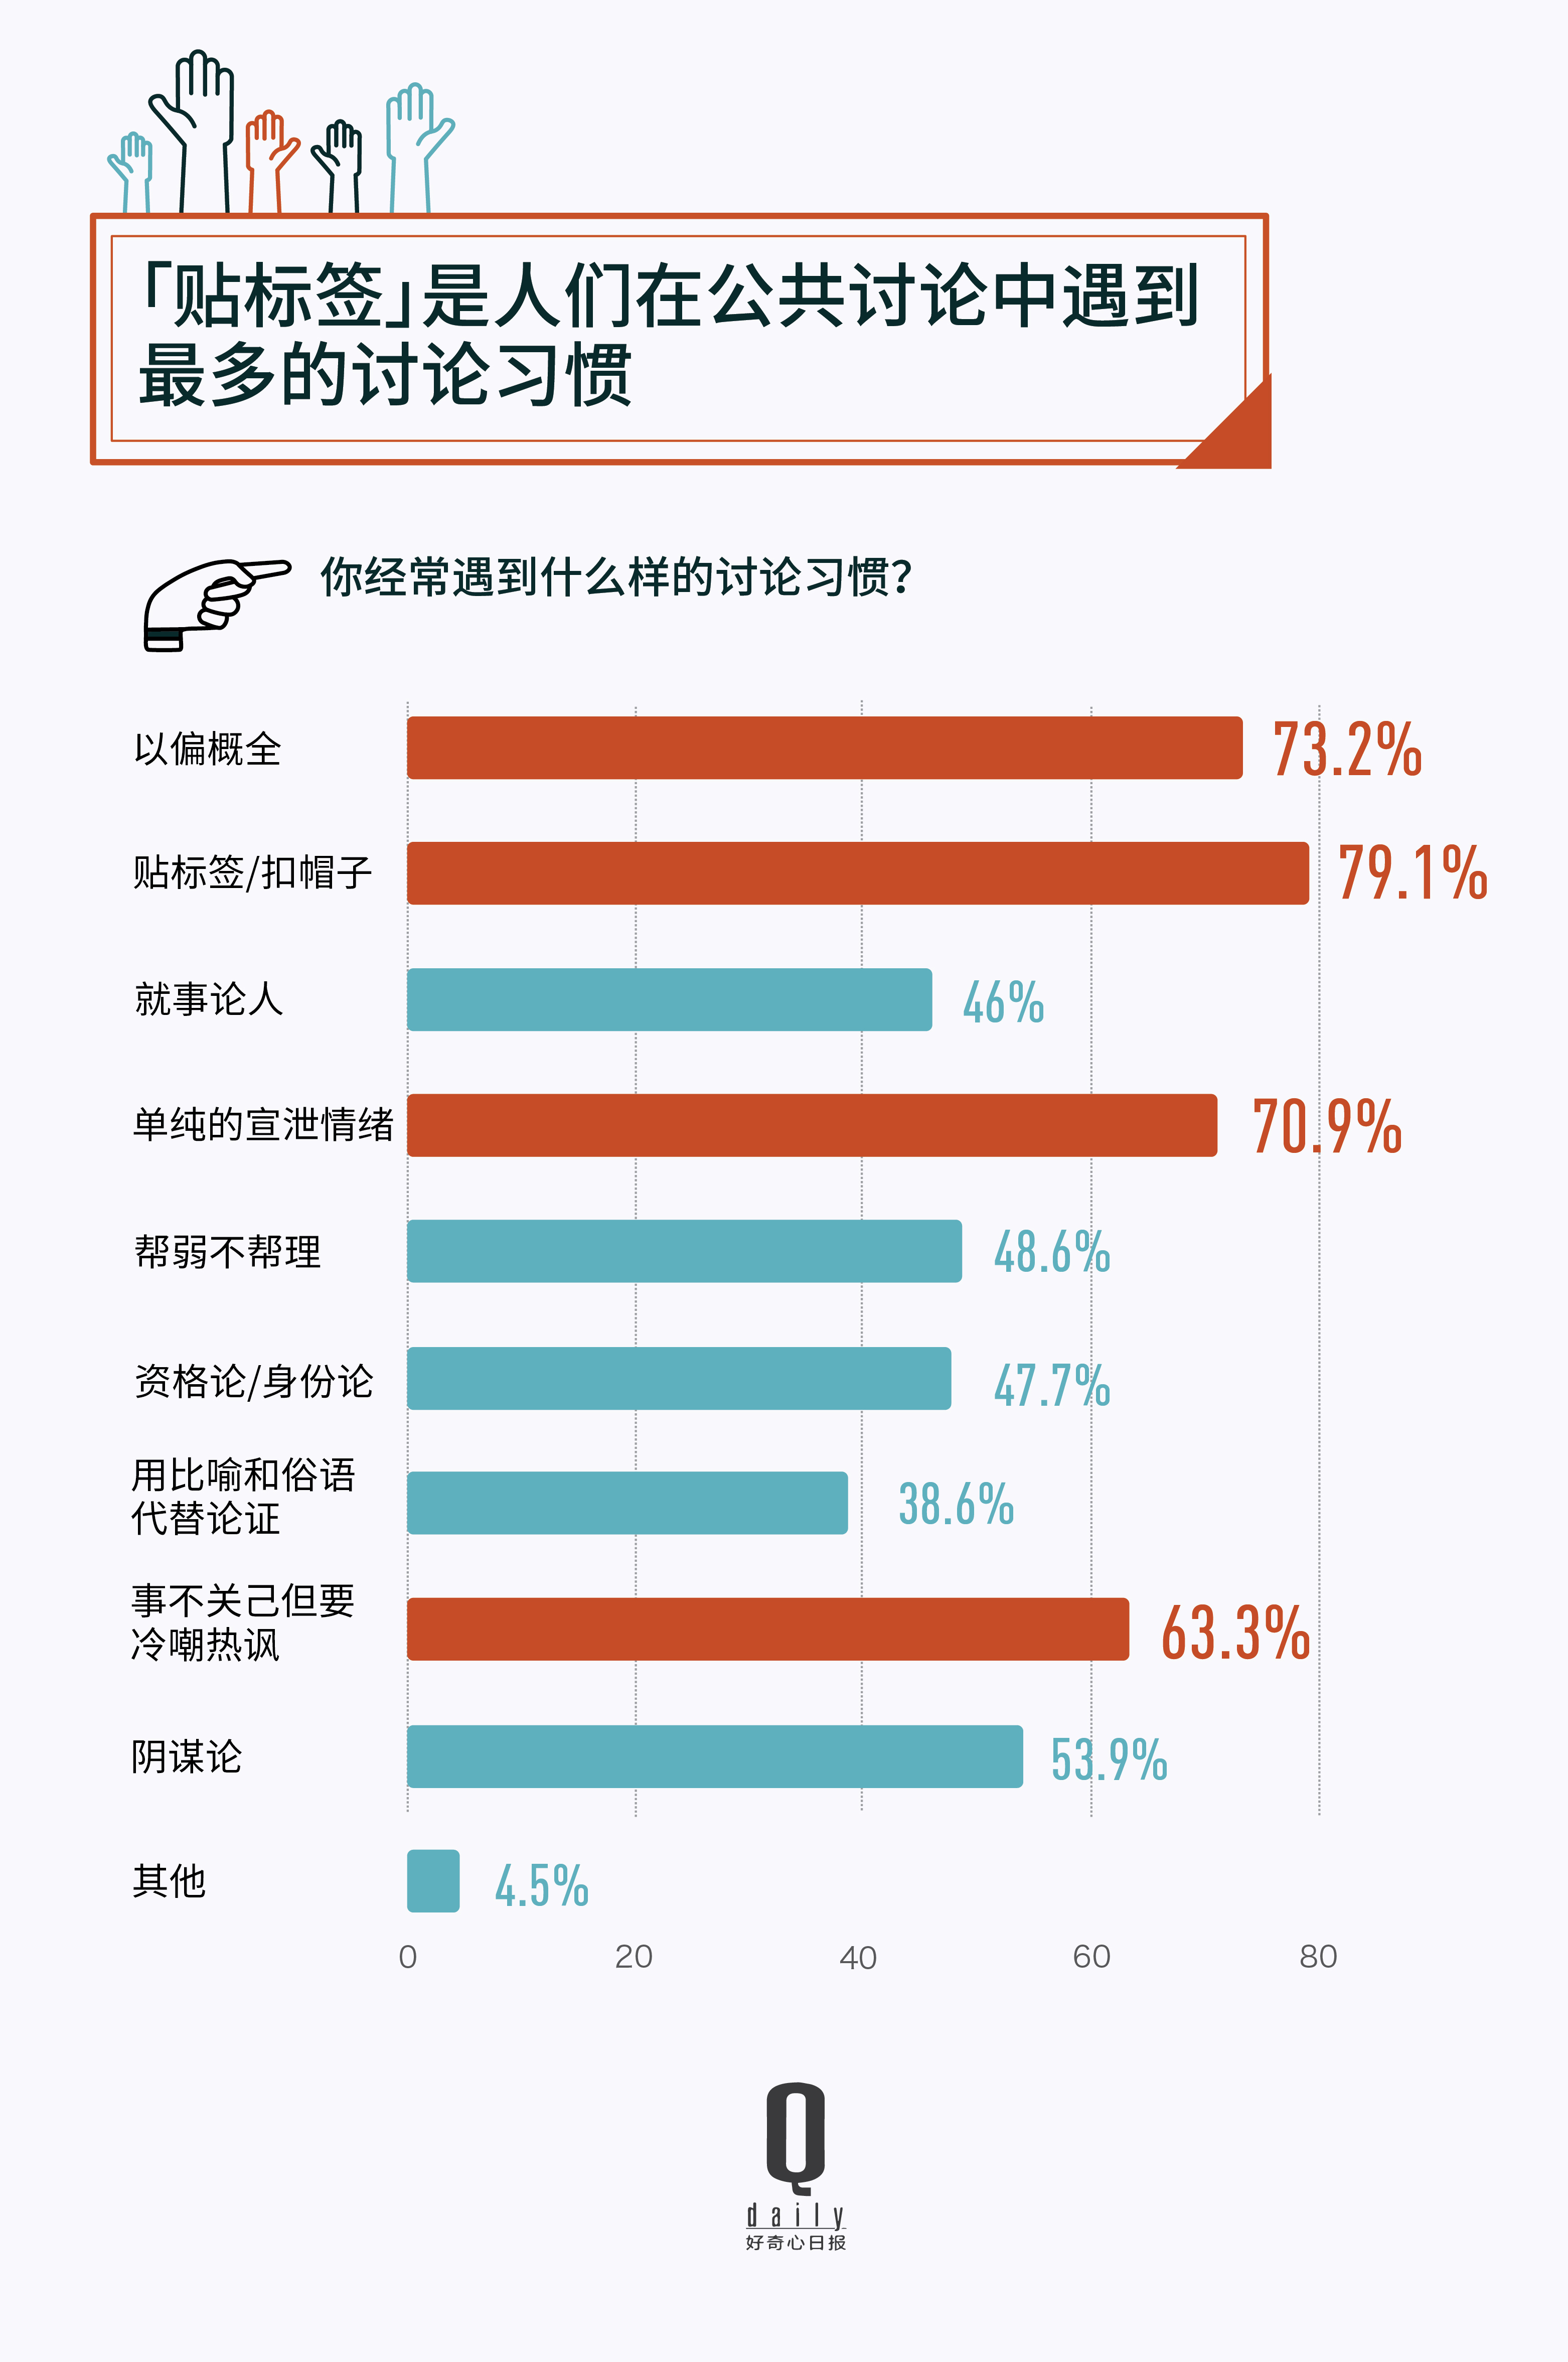 「贴标签」是人们在公共讨论中遇到
最多的讨论习惯
你经常遇到什么样的讨论习惯？
以偏概全
73.2%
贴标签/扣帽子
79.1%
就事论人
46%
单纯的宣泄情绪
70.9%
帮弱不帮理
48.6%
资格论/身份论
47.7%
用比喻和俗语
代替论证
38.6%
事不关己但要
冷嘲热讽
63.3%
阴谋论
53.9%
其他
4.5%
0 20 40 60 80
Q
daily
好奇心日报